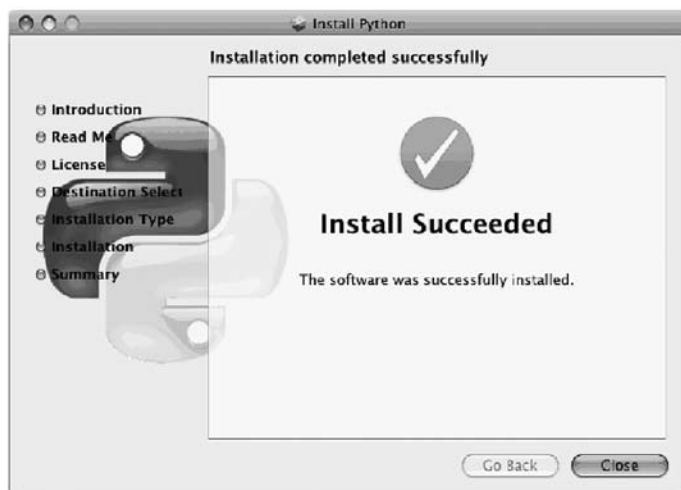 Install Python
Installation completed successfully
Introduction
Read Me
License
Destination Select
Installation Type
Installation
Summary
Install Succeeded
The software was successfully installed.
Go Back
Close